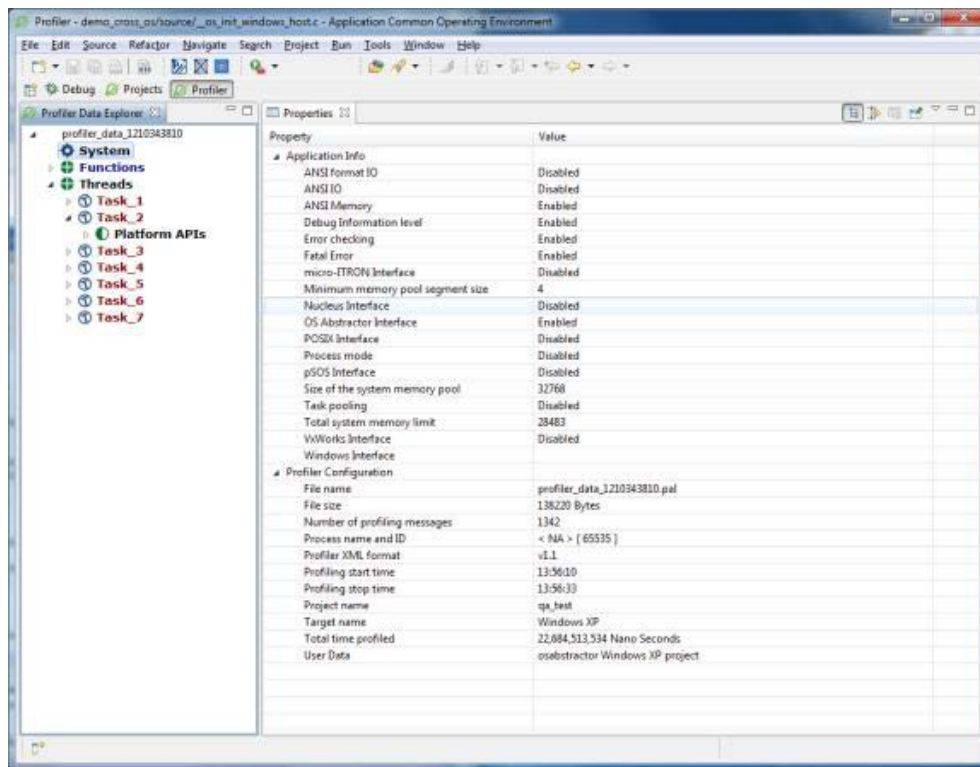 Profiler - demo_cross_os/source/__os_init_windows_host.c - Application Common Operating Environment
File Edit Source Refactor Navigate Search Project Run Tools Window Help
Debug Projects Profiler
Profiler Data Explorer
profiler_data_1210343810
System
Functions
Threads
Task_1
Task_2
Platform APIs
Task_3
Task_4
Task_5
Task_6
Task_7
Properties
Property Value
Application Info
ANSI format IO Disabled
ANSI IO Disabled
ANSI Memory Enabled
Debug Information level Enabled
Error checking Enabled
Fatal Error Enabled
micro-ITRON Interface Disabled
Minimum memory pool segment size 4
Nucleus Interface Disabled
OS Abstractor Interface Enabled
POSIX Interface Disabled
Process mode Disabled
pSOS Interface Disabled
Size of the system memory pool 32768
Task pooling Disabled
Total system memory limit 28483
VxWorks Interface Disabled
Windows Interface
Profiler Configuration
File name profiler_data_1210343810.pal
File size 138220 Bytes
Number of profiling messages 1342
Process name and ID < NA > [ 65535 ]
Profiler XML format v1.1
Profiling start time 13:56:10
Profiling stop time 13:56:33
Project name qa_test
Target name Windows XP
Total time profiled 22,684,513,534 Nano Seconds
User Data osabstractor Windows XP project